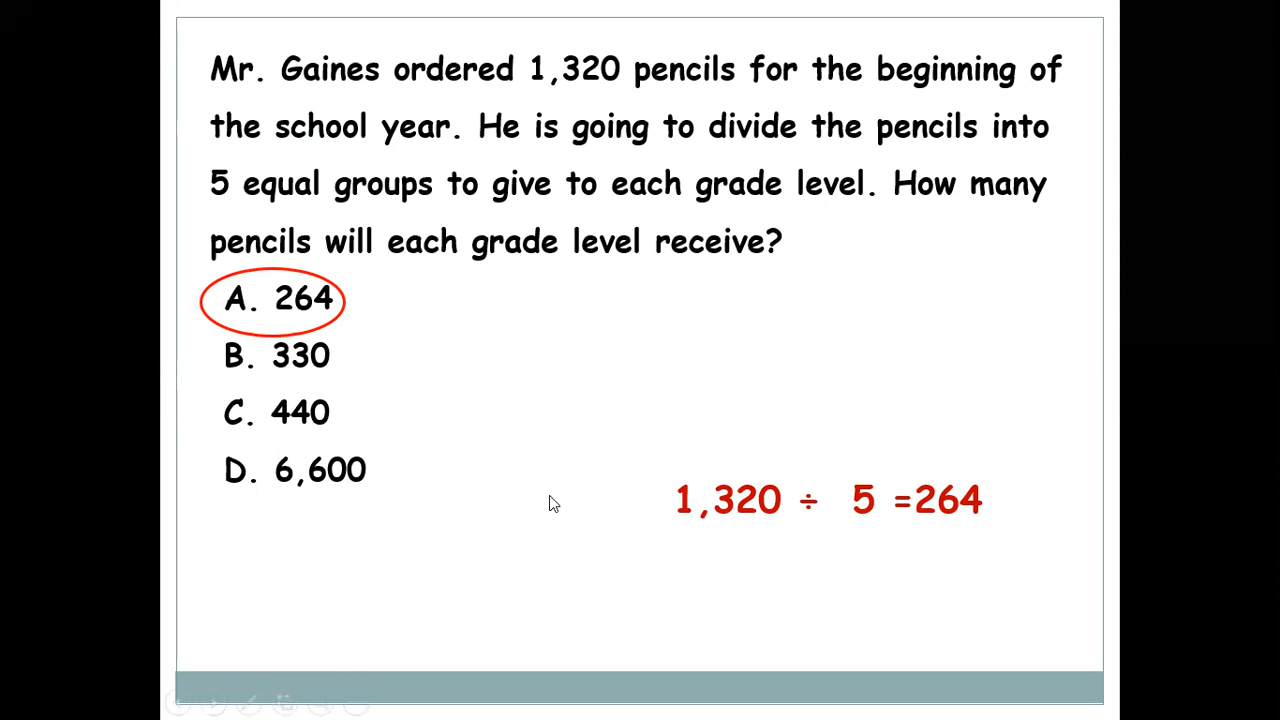 Mr. Gaines ordered 1,320 pencils for the beginning of
the school year. He is going to divide the pencils into
5 equal groups to give to each grade level. How many
pencils will each grade level receive?
A. 264
B. 330
C. 440
D. 6,600
1,320 ÷ 5 =264